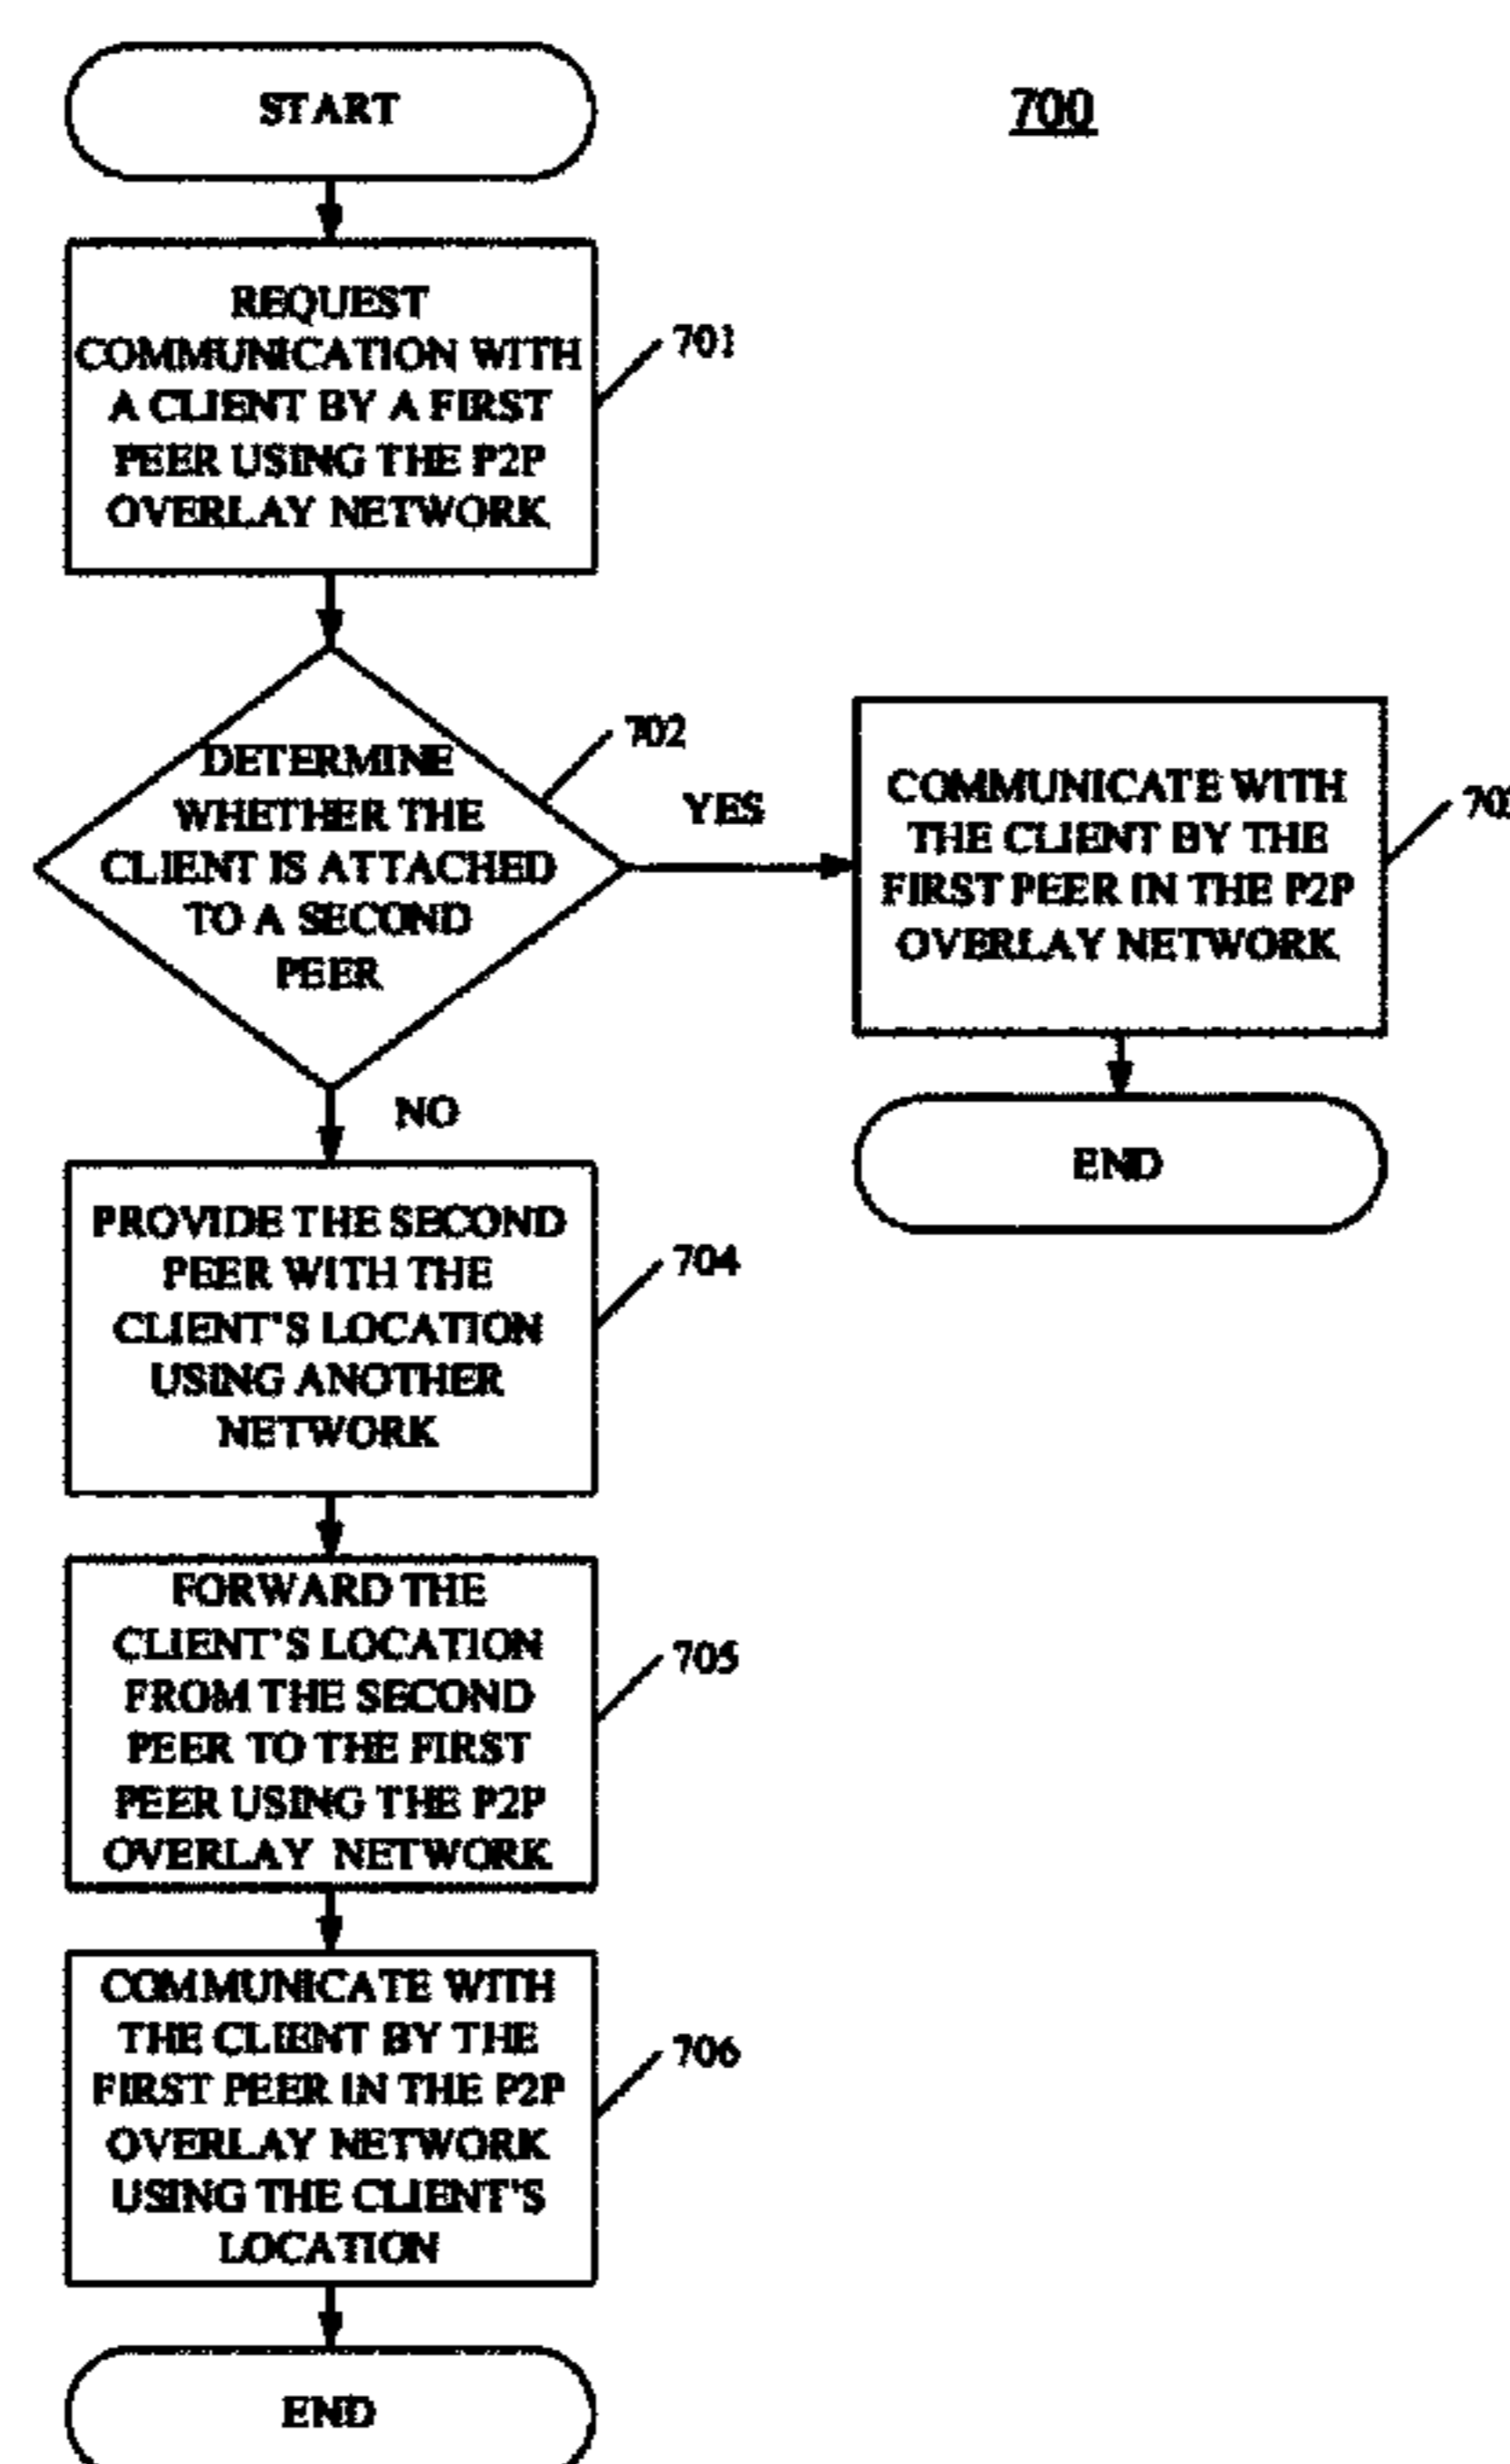 START
700
REQUEST
COMMUNICATION WITH
A CLIENT BY A FIRST
PEER USING THE P2P
OVERLAY NETWORK
701
DETERMINE
WHETHER THE
CLIENT IS ATTACHED
TO A SECOND
PEER
702
YES
COMMUNICATE WITH
THE CLIENT BY THE
FIRST PEER IN THE P2P
OVERLAY NETWORK
END
NO
PROVIDE THE SECOND
PEER WITH THE
CLIENT'S LOCATION
USING ANOTHER
NETWORK
704
FORWARD THE
CLIENT'S LOCATION
FROM THE SECOND
PEER TO THE FIRST
PEER USING THE P2P
OVERLAY NETWORK
705
COMMUNICATE WITH
THE CLIENT BY THE
FIRST PEER IN THE P2P
OVERLAY NETWORK
USING THE CLIENT'S
LOCATION
706
END